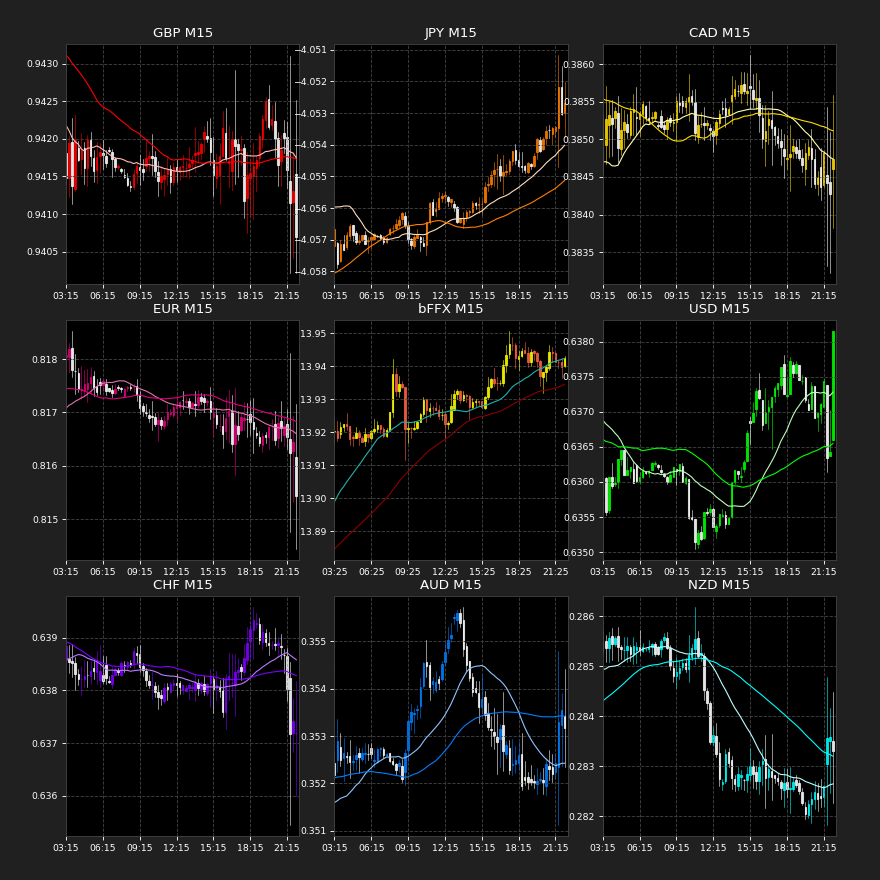 GBP M15
0.9430
0.9425
0.9420
0.9415
0.9410
0.9405
03:15 06:15 09:15 12:15 15:15 18:15 21:15
JPY M15
−4.051
−4.052
−4.053
−4.054
−4.055
−4.056
−4.057
−4.058
03:15 06:15 09:15 12:15 15:15 18:15 21:15
CAD M15
0.3860
0.3855
0.3850
0.3845
0.3840
0.3835
03:15 06:15 09:15 12:15 15:15 18:15 21:15
EUR M15
0.818
0.817
0.816
0.815
03:15 06:15 09:15 12:15 15:15 18:15 21:15
bFFX M15
13.95
13.94
13.93
13.92
13.91
13.90
13.89
03:25 06:25 09:25 12:25 15:25 18:25 21:25
USD M15
0.6380
0.6375
0.6370
0.6365
0.6360
0.6355
0.6350
03:15 06:15 09:15 12:15 15:15 18:15 21:15
CHF M15
0.639
0.638
0.637
0.636
03:15 06:15 09:15 12:15 15:15 18:15 21:15
AUD M15
0.355
0.354
0.353
0.352
0.351
03:15 06:15 09:15 12:15 15:15 18:15 21:15
NZD M15
0.286
0.285
0.284
0.283
0.282
03:15 06:15 09:15 12:15 15:15 18:15 21:15